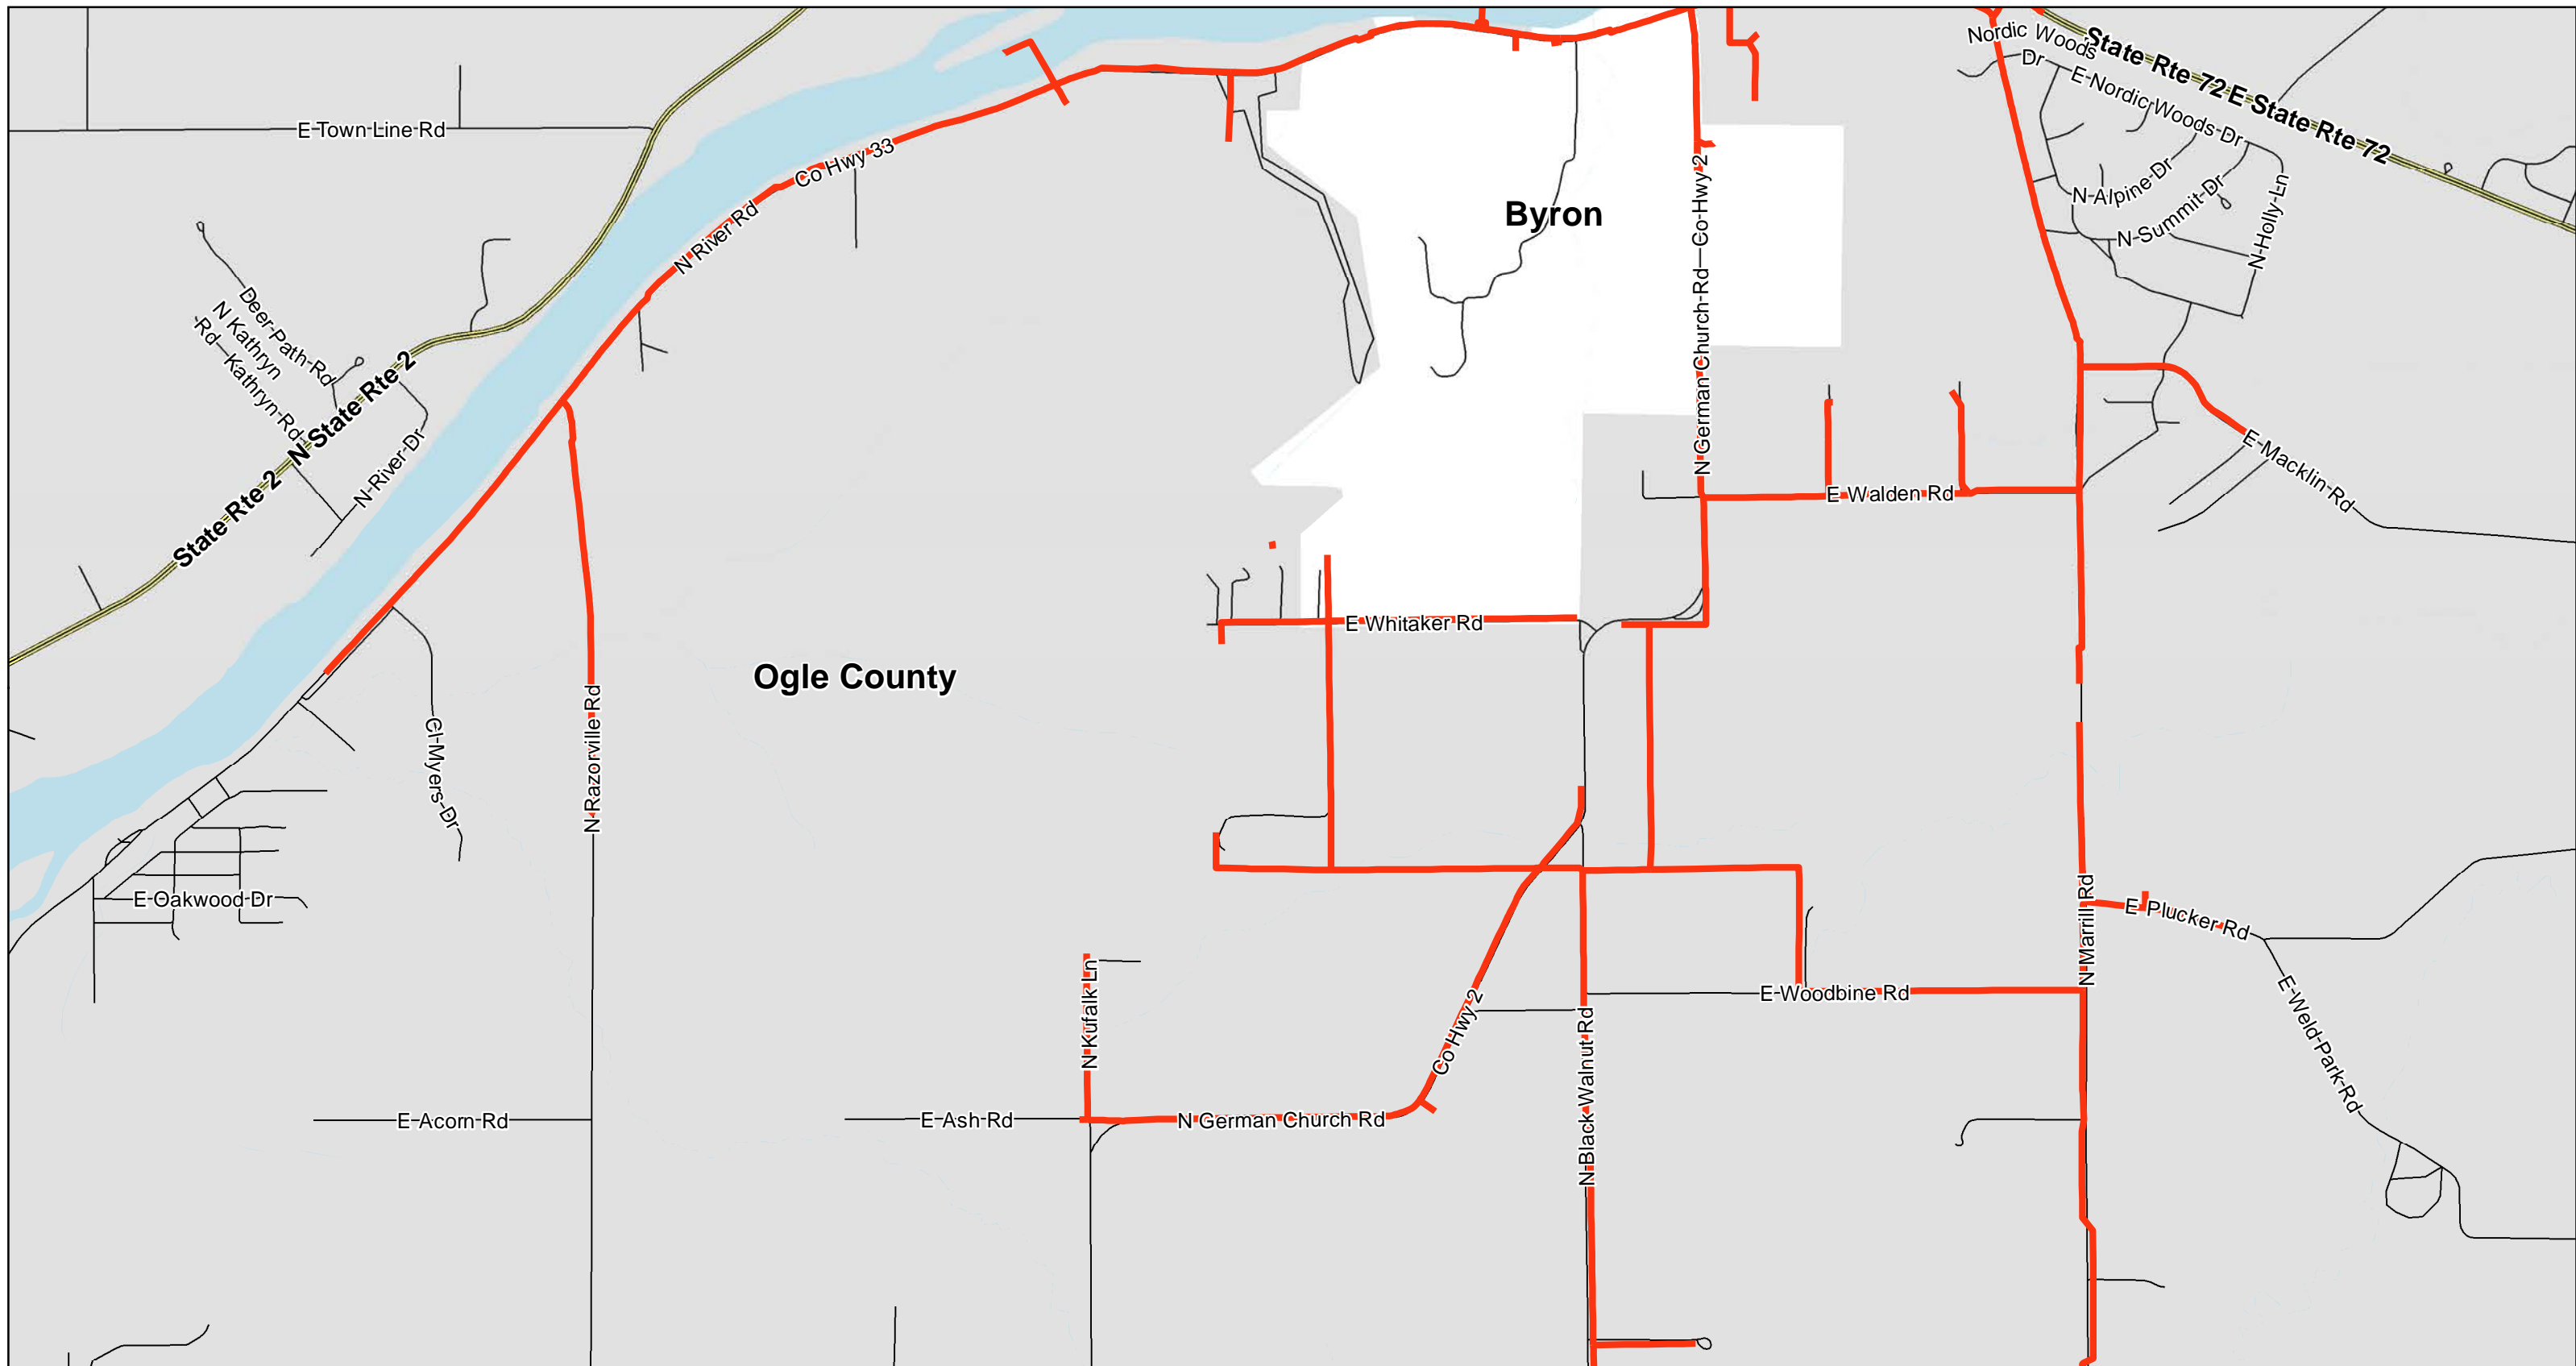 Nordic Woods
Dr
State Rte 72
E State Rte 72
E Nordic Woods Dr
E Town Line Rd
Co Hwy 33
N River Rd
N Alpine Dr
N Summit Dr
N Holly Ln
Byron
N German Church Rd
Co Hwy 2
Deer Path Rd
N Kathryn
Rd
Kathryn Rd
N State Rte 2
State Rte 2
N River Dr
E Macklin Rd
E Walden Rd
E Whitaker Rd
Ogle County
N Razorville Rd
Cl Myers Dr
E Oakwood Dr
N Marrill Rd
E Plucker Rd
N Kufalk Ln
Co Hwy 2
E Woodbine Rd
N Black Walnut Rd
E Weld Park Rd
E Acorn Rd
E Ash Rd
N German Church Rd